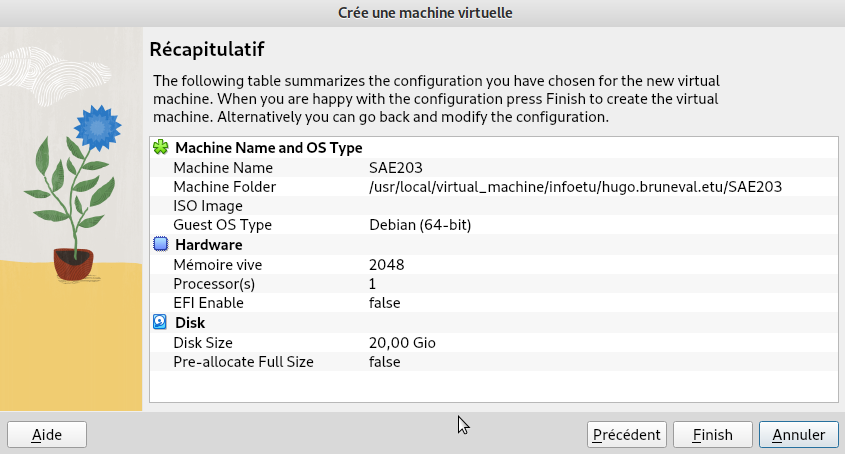 Crée une machine virtuelle
Récapitulatif
The following table summarizes the configuration you have chosen for the new virtual
machine. When you are happy with the configuration press Finish to create the virtual
machine. Alternatively you can go back and modify the configuration.
Machine Name and OS Type
Machine Name SAE203
Machine Folder /usr/local/virtual_machine/infoetu/hugo.bruneval.etu/SAE203
ISO Image
Guest OS Type Debian (64-bit)
Hardware
Mémoire vive 2048
Processor(s) 1
EFI Enable false
Disk
Disk Size 20,00 Gio
Pre-allocate Full Size false
Aide Précédent Finish Annuler